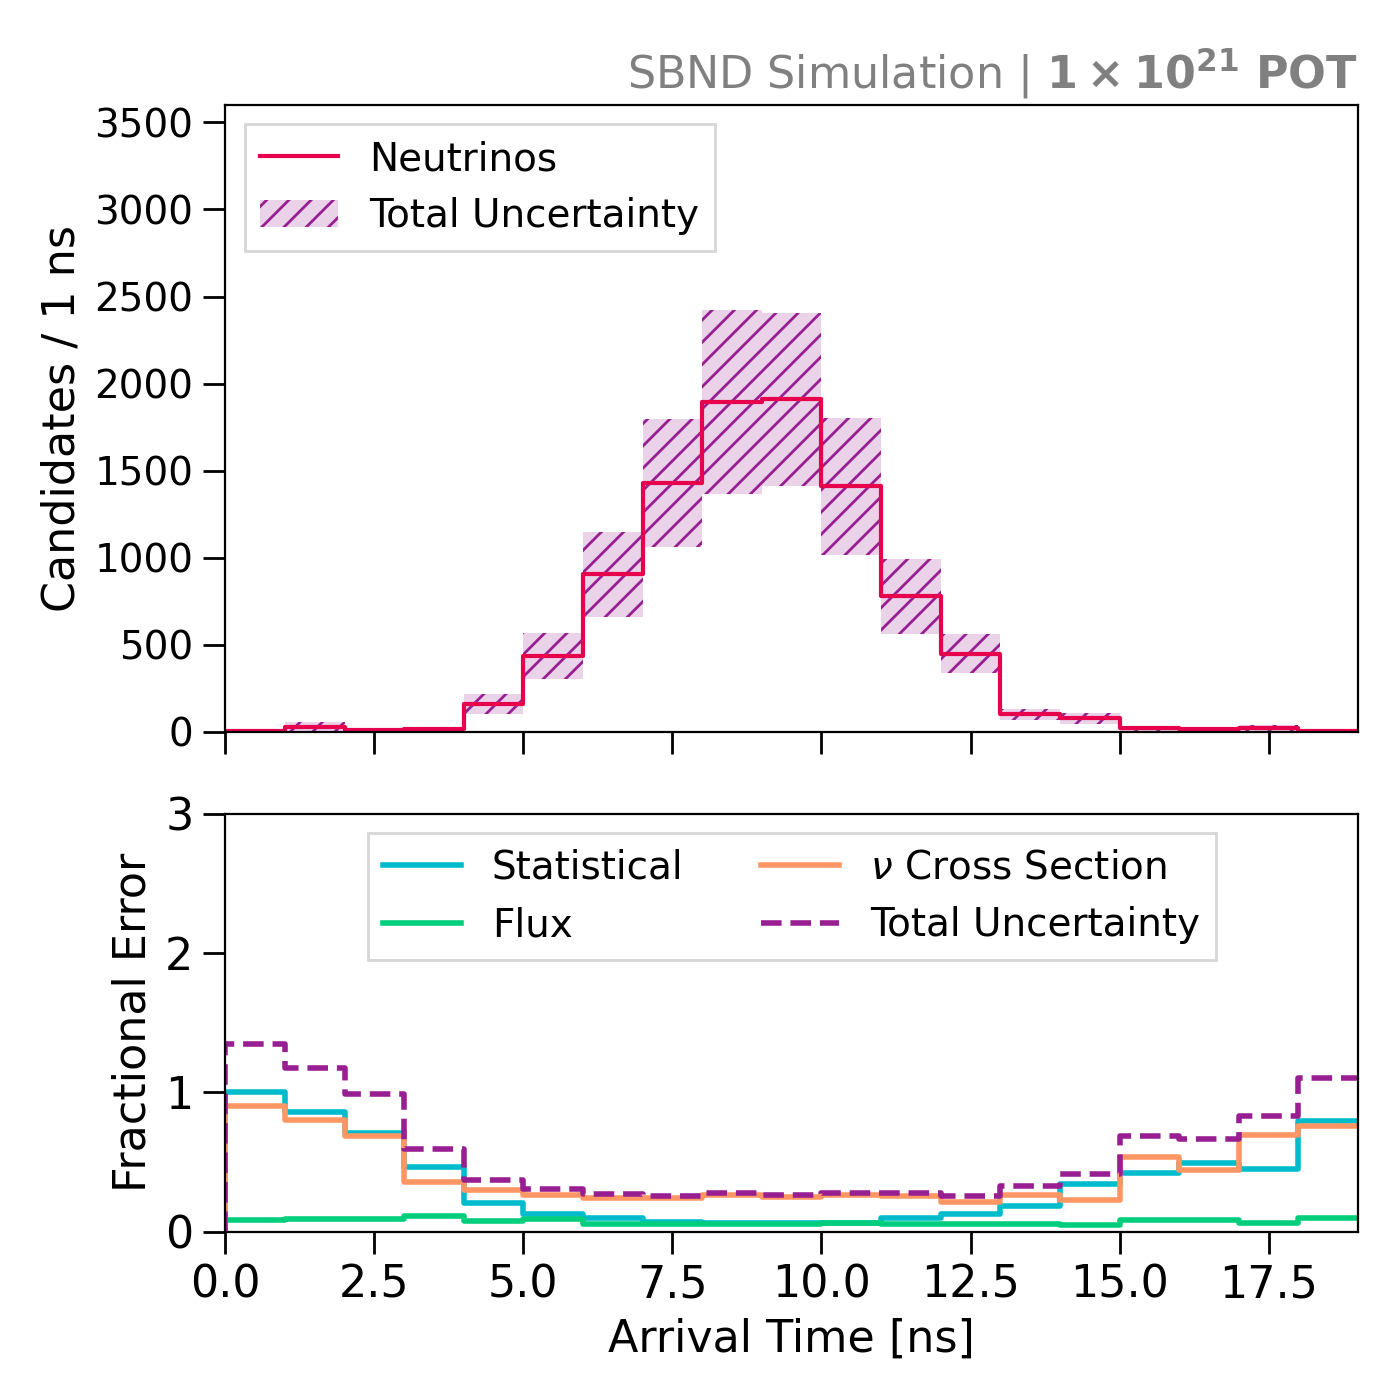 SBND Simulation | 1 × 10²¹ POT
3500
3000
2500
2000
1500
1000
500
0
Candidates / 1 ns
Neutrinos
Total Uncertainty
3
2
1
0
Fractional Error
Statistical
Flux
ν Cross Section
Total Uncertainty
0.0 2.5 5.0 7.5 10.0 12.5 15.0 17.5
Arrival Time [ns]